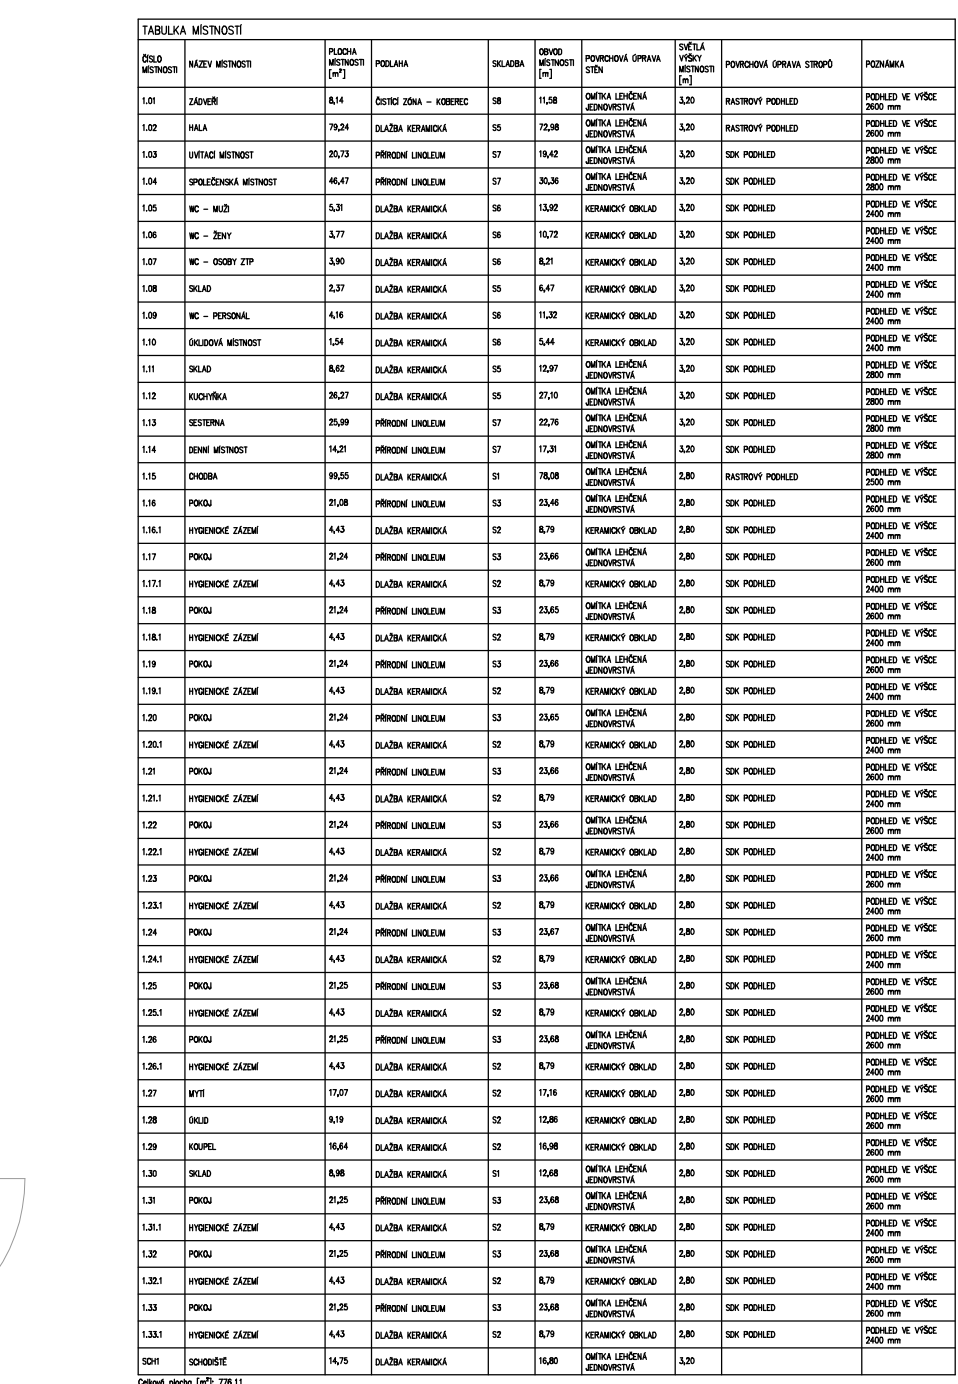 TABULKA MÍSTNOSTÍ
ČÍSLO MÍSTNOSTI NÁZEV MÍSTNOSTI PLOCHA MÍSTNOSTI [m²] PODLAHA SKLADBA OBVOD MÍSTNOSTI [m] POVRCHOVÁ ÚPRAVA STĚN SVĚTLÁ VÝŠKY MÍSTNOSTI [m] POVRCHOVÁ ÚPRAVA STROPŮ POZNÁMKA
1.01 ZÁDVEŘÍ 8,14 ČISTÍCÍ ZÓNA – KOBEREC S8 11,58 OMÍTKA LEHČENÁ JEDNOVRSTVÁ 3,20 RASTROVÝ PODHLED PODHLED VE VÝŠCE 2600 mm
1.02 HALA 79,24 DLAŽBA KERAMICKÁ S5 72,98 OMÍTKA LEHČENÁ JEDNOVRSTVÁ 3,20 RASTROVÝ PODHLED PODHLED VE VÝŠCE 2600 mm
1.03 UVÍTACÍ MÍSTNOST 20,73 PŘÍRODNÍ LINOLEUM S7 19,42 OMÍTKA LEHČENÁ JEDNOVRSTVÁ 3,20 SDK PODHLED PODHLED VE VÝŠCE 2800 mm
1.04 SPOLEČENSKÁ MÍSTNOST 46,47 PŘÍRODNÍ LINOLEUM S7 30,36 OMÍTKA LEHČENÁ JEDNOVRSTVÁ 3,20 SDK PODHLED PODHLED VE VÝŠCE 2800 mm
1.05 WC – MUŽI 5,31 DLAŽBA KERAMICKÁ S6 13,92 KERAMICKÝ OBKLAD 3,20 SDK PODHLED PODHLED VE VÝŠCE 2400 mm
1.06 WC – ŽENY 3,77 DLAŽBA KERAMICKÁ S6 10,72 KERAMICKÝ OBKLAD 3,20 SDK PODHLED PODHLED VE VÝŠCE 2400 mm
1.07 WC – OSOBY ZTP 3,90 DLAŽBA KERAMICKÁ S6 8,21 KERAMICKÝ OBKLAD 3,20 SDK PODHLED PODHLED VE VÝŠCE 2400 mm
1.08 SKLAD 2,37 DLAŽBA KERAMICKÁ S5 6,47 KERAMICKÝ OBKLAD 3,20 SDK PODHLED PODHLED VE VÝŠCE 2400 mm
1.09 WC – PERSONÁL 4,16 DLAŽBA KERAMICKÁ S6 11,32 KERAMICKÝ OBKLAD 3,20 SDK PODHLED PODHLED VE VÝŠCE 2400 mm
1.10 ÚKLIDOVÁ MÍSTNOST 1,54 DLAŽBA KERAMICKÁ S6 5,44 KERAMICKÝ OBKLAD 3,20 SDK PODHLED PODHLED VE VÝŠCE 2400 mm
1.11 SKLAD 8,62 DLAŽBA KERAMICKÁ S5 12,97 OMÍTKA LEHČENÁ JEDNOVRSTVÁ 3,20 SDK PODHLED PODHLED VE VÝŠCE 2800 mm
1.12 KUCHYŇKA 26,27 DLAŽBA KERAMICKÁ S5 27,10 OMÍTKA LEHČENÁ JEDNOVRSTVÁ 3,20 SDK PODHLED PODHLED VE VÝŠCE 2800 mm
1.13 SESTERNA 25,99 PŘÍRODNÍ LINOLEUM S7 22,76 OMÍTKA LEHČENÁ JEDNOVRSTVÁ 3,20 SDK PODHLED PODHLED VE VÝŠCE 2800 mm
1.14 DENNÍ MÍSTNOST 14,21 PŘÍRODNÍ LINOLEUM S7 17,31 OMÍTKA LEHČENÁ JEDNOVRSTVÁ 3,20 SDK PODHLED PODHLED VE VÝŠCE 2800 mm
1.15 CHODBA 99,55 DLAŽBA KERAMICKÁ S1 78,08 OMÍTKA LEHČENÁ JEDNOVRSTVÁ 2,80 RASTROVÝ PODHLED PODHLED VE VÝŠCE 2500 mm
1.16 POKOJ 21,08 PŘÍRODNÍ LINOLEUM S3 23,46 OMÍTKA LEHČENÁ JEDNOVRSTVÁ 2,80 SDK PODHLED PODHLED VE VÝŠCE 2600 mm
1.16.1 HYGIENICKÉ ZÁZEMÍ 4,43 DLAŽBA KERAMICKÁ S2 8,79 KERAMICKÝ OBKLAD 2,80 SDK PODHLED PODHLED VE VÝŠCE 2400 mm
1.17 POKOJ 21,24 PŘÍRODNÍ LINOLEUM S3 23,66 OMÍTKA LEHČENÁ JEDNOVRSTVÁ 2,80 SDK PODHLED PODHLED VE VÝŠCE 2600 mm
1.17.1 HYGIENICKÉ ZÁZEMÍ 4,43 DLAŽBA KERAMICKÁ S2 8,79 KERAMICKÝ OBKLAD 2,80 SDK PODHLED PODHLED VE VÝŠCE 2400 mm
1.18 POKOJ 21,24 PŘÍRODNÍ LINOLEUM S3 23,65 OMÍTKA LEHČENÁ JEDNOVRSTVÁ 2,80 SDK PODHLED PODHLED VE VÝŠCE 2600 mm
1.18.1 HYGIENICKÉ ZÁZEMÍ 4,43 DLAŽBA KERAMICKÁ S2 8,79 KERAMICKÝ OBKLAD 2,80 SDK PODHLED PODHLED VE VÝŠCE 2400 mm
1.19 POKOJ 21,24 PŘÍRODNÍ LINOLEUM S3 23,66 OMÍTKA LEHČENÁ JEDNOVRSTVÁ 2,80 SDK PODHLED PODHLED VE VÝŠCE 2600 mm
1.19.1 HYGIENICKÉ ZÁZEMÍ 4,43 DLAŽBA KERAMICKÁ S2 8,79 KERAMICKÝ OBKLAD 2,80 SDK PODHLED PODHLED VE VÝŠCE 2400 mm
1.20 POKOJ 21,24 PŘÍRODNÍ LINOLEUM S3 23,65 OMÍTKA LEHČENÁ JEDNOVRSTVÁ 2,80 SDK PODHLED PODHLED VE VÝŠCE 2600 mm
1.20.1 HYGIENICKÉ ZÁZEMÍ 4,43 DLAŽBA KERAMICKÁ S2 8,79 KERAMICKÝ OBKLAD 2,80 SDK PODHLED PODHLED VE VÝŠCE 2400 mm
1.21 POKOJ 21,24 PŘÍRODNÍ LINOLEUM S3 23,66 OMÍTKA LEHČENÁ JEDNOVRSTVÁ 2,80 SDK PODHLED PODHLED VE VÝŠCE 2600 mm
1.21.1 HYGIENICKÉ ZÁZEMÍ 4,43 DLAŽBA KERAMICKÁ S2 8,79 KERAMICKÝ OBKLAD 2,80 SDK PODHLED PODHLED VE VÝŠCE 2400 mm
1.22 POKOJ 21,24 PŘÍRODNÍ LINOLEUM S3 23,66 OMÍTKA LEHČENÁ JEDNOVRSTVÁ 2,80 SDK PODHLED PODHLED VE VÝŠCE 2600 mm
1.22.1 HYGIENICKÉ ZÁZEMÍ 4,43 DLAŽBA KERAMICKÁ S2 8,79 KERAMICKÝ OBKLAD 2,80 SDK PODHLED PODHLED VE VÝŠCE 2400 mm
1.23 POKOJ 21,24 PŘÍRODNÍ LINOLEUM S3 23,66 OMÍTKA LEHČENÁ JEDNOVRSTVÁ 2,80 SDK PODHLED PODHLED VE VÝŠCE 2600 mm
1.23.1 HYGIENICKÉ ZÁZEMÍ 4,43 DLAŽBA KERAMICKÁ S2 8,79 KERAMICKÝ OBKLAD 2,80 SDK PODHLED PODHLED VE VÝŠCE 2400 mm
1.24 POKOJ 21,24 PŘÍRODNÍ LINOLEUM S3 23,67 OMÍTKA LEHČENÁ JEDNOVRSTVÁ 2,80 SDK PODHLED PODHLED VE VÝŠCE 2600 mm
1.24.1 HYGIENICKÉ ZÁZEMÍ 4,43 DLAŽBA KERAMICKÁ S2 8,79 KERAMICKÝ OBKLAD 2,80 SDK PODHLED PODHLED VE VÝŠCE 2400 mm
1.25 POKOJ 21,25 PŘÍRODNÍ LINOLEUM S3 23,68 OMÍTKA LEHČENÁ JEDNOVRSTVÁ 2,80 SDK PODHLED PODHLED VE VÝŠCE 2600 mm
1.25.1 HYGIENICKÉ ZÁZEMÍ 4,43 DLAŽBA KERAMICKÁ S2 8,79 KERAMICKÝ OBKLAD 2,80 SDK PODHLED PODHLED VE VÝŠCE 2400 mm
1.26 POKOJ 21,25 PŘÍRODNÍ LINOLEUM S3 23,68 OMÍTKA LEHČENÁ JEDNOVRSTVÁ 2,80 SDK PODHLED PODHLED VE VÝŠCE 2600 mm
1.26.1 HYGIENICKÉ ZÁZEMÍ 4,43 DLAŽBA KERAMICKÁ S2 8,79 KERAMICKÝ OBKLAD 2,80 SDK PODHLED PODHLED VE VÝŠCE 2400 mm
1.27 MYTÍ 17,07 DLAŽBA KERAMICKÁ S2 17,16 KERAMICKÝ OBKLAD 2,80 SDK PODHLED PODHLED VE VÝŠCE 2600 mm
1.28 ÚKLID 9,19 DLAŽBA KERAMICKÁ S2 12,86 KERAMICKÝ OBKLAD 2,80 SDK PODHLED PODHLED VE VÝŠCE 2600 mm
1.29 KOUPEL 16,64 DLAŽBA KERAMICKÁ S2 16,98 KERAMICKÝ OBKLAD 2,80 SDK PODHLED PODHLED VE VÝŠCE 2600 mm
1.30 SKLAD 8,98 DLAŽBA KERAMICKÁ S1 12,68 OMÍTKA LEHČENÁ JEDNOVRSTVÁ 2,80 SDK PODHLED PODHLED VE VÝŠCE 2600 mm
1.31 POKOJ 21,25 PŘÍRODNÍ LINOLEUM S3 23,68 OMÍTKA LEHČENÁ JEDNOVRSTVÁ 2,80 SDK PODHLED PODHLED VE VÝŠCE 2600 mm
1.31.1 HYGIENICKÉ ZÁZEMÍ 4,43 DLAŽBA KERAMICKÁ S2 8,79 KERAMICKÝ OBKLAD 2,80 SDK PODHLED PODHLED VE VÝŠCE 2400 mm
1.32 POKOJ 21,25 PŘÍRODNÍ LINOLEUM S3 23,68 OMÍTKA LEHČENÁ JEDNOVRSTVÁ 2,80 SDK PODHLED PODHLED VE VÝŠCE 2600 mm
1.32.1 HYGIENICKÉ ZÁZEMÍ 4,43 DLAŽBA KERAMICKÁ S2 8,79 KERAMICKÝ OBKLAD 2,80 SDK PODHLED PODHLED VE VÝŠCE 2400 mm
1.33 POKOJ 21,25 PŘÍRODNÍ LINOLEUM S3 23,68 OMÍTKA LEHČENÁ JEDNOVRSTVÁ 2,80 SDK PODHLED PODHLED VE VÝŠCE 2600 mm
1.33.1 HYGIENICKÉ ZÁZEMÍ 4,43 DLAŽBA KERAMICKÁ S2 8,79 KERAMICKÝ OBKLAD 2,80 SDK PODHLED PODHLED VE VÝŠCE 2400 mm
SCH1 SCHODIŠTĚ 14,75 DLAŽBA KERAMICKÁ 16,80 OMÍTKA LEHČENÁ JEDNOVRSTVÁ 3,20
Celková plocha [m²]: 776,11